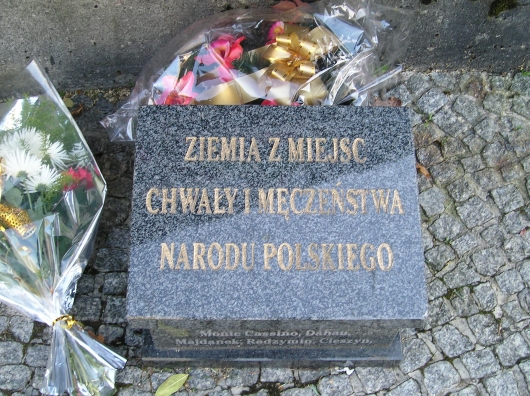 ZIEMIA Z MIEJSC
CHWAŁY I MĘCZEŃSTWA
NARODU POLSKIEGO
Monte Cassino, Dahau,
Majdanek, Radzymin, Cieszyn,